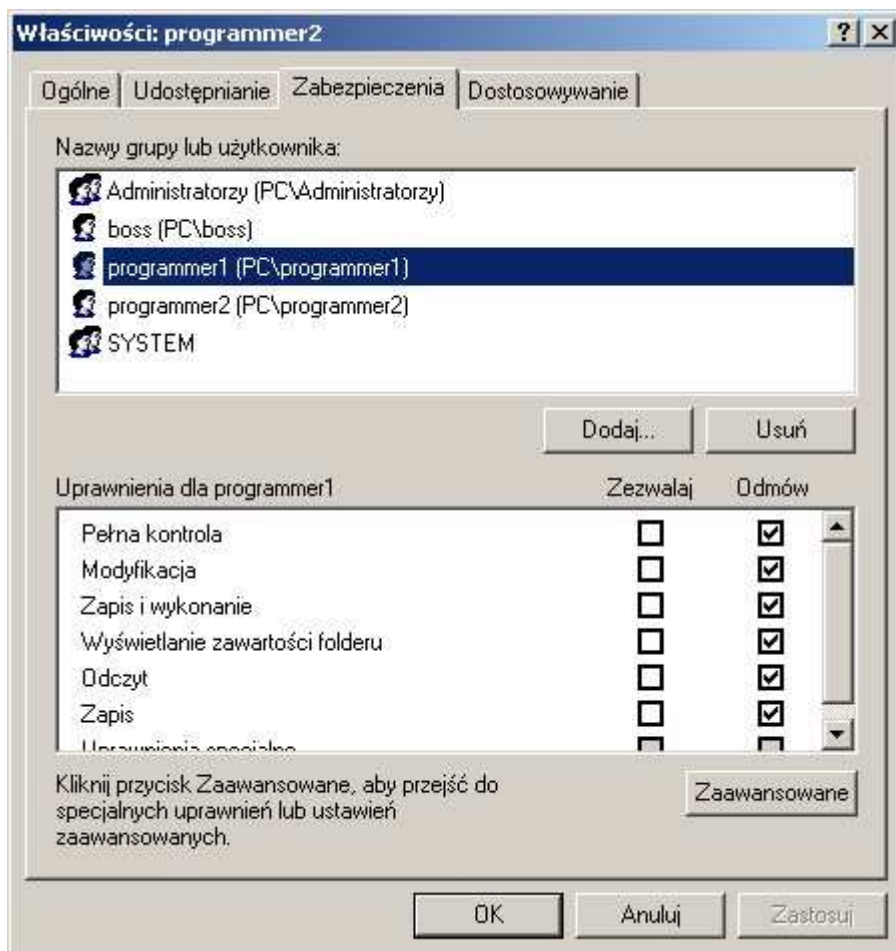 Właściwości: programmer2
Ogólne Udostępnianie Zabezpieczenia Dostosowywanie
Nazwy grupy lub użytkownika:
Administratorzy (PC\Administratorzy)
boss (PC\boss)
programmer1 (PC\programmer1)
programmer2 (PC\programmer2)
SYSTEM
Dodaj... Usuń
Uprawnienia dla programmer1 Zezwalaj Odmów
Pełna kontrola
Modyfikacja
Zapis i wykonanie
Wyświetlanie zawartości folderu
Odczyt
Zapis
Uprawnienia specjalne
Kliknij przycisk Zaawansowane, aby przejść do
specjalnych uprawnień lub ustawień
zaawansowanych.
Zaawansowane
OK Anuluj Zastosuj